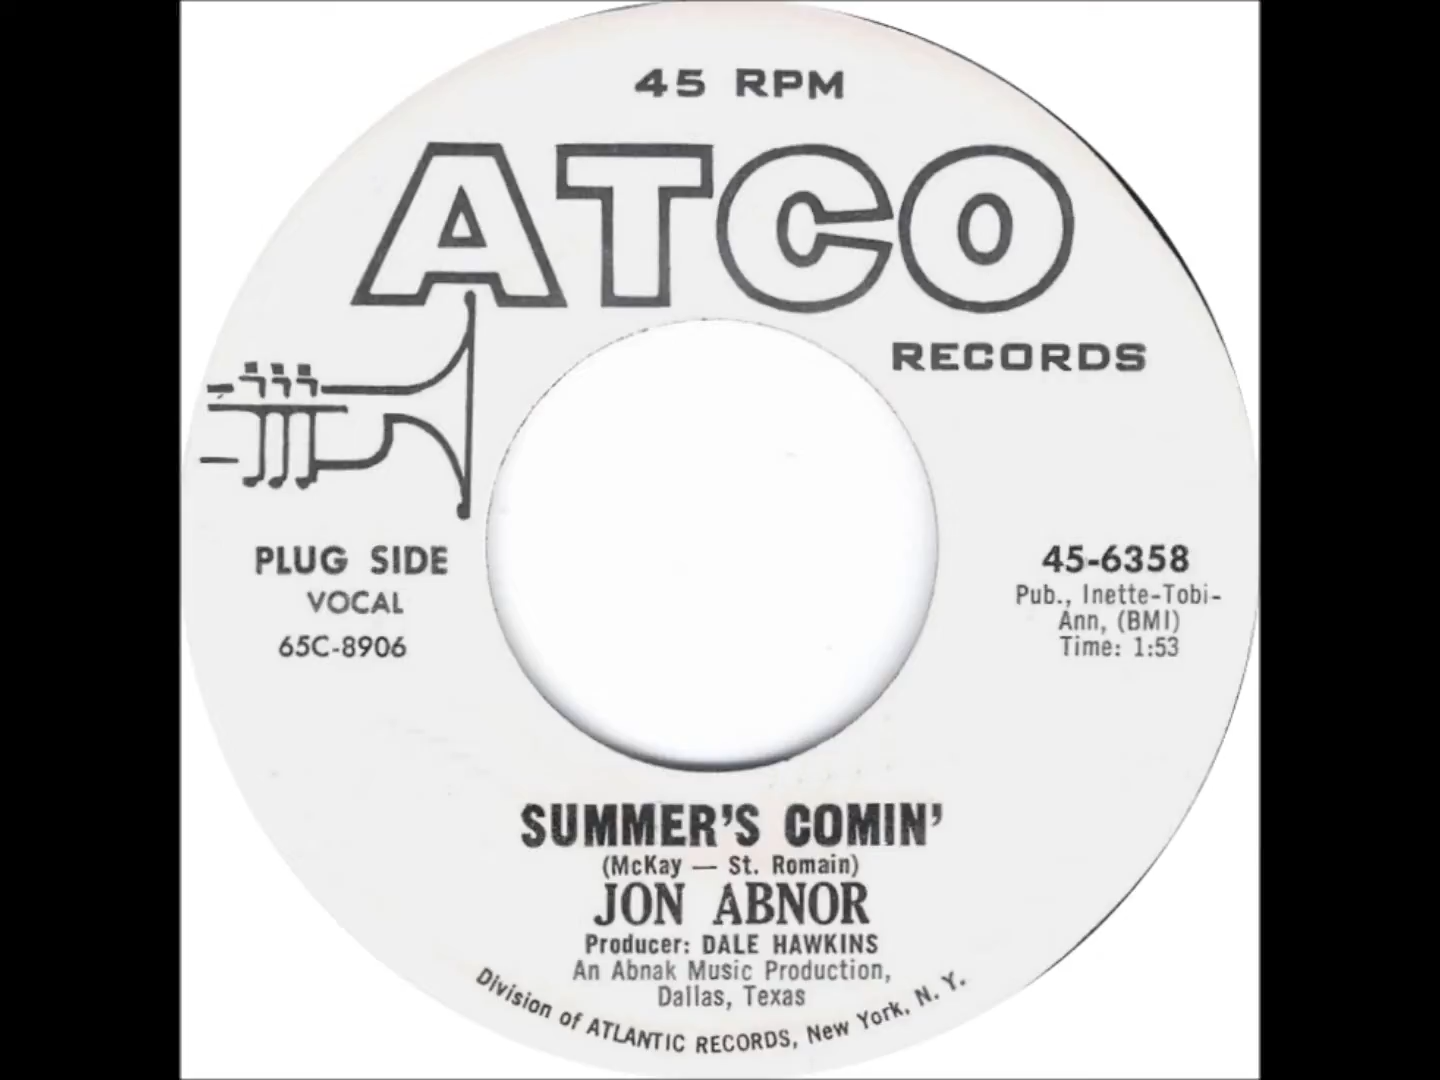 45 RPM
ATCO
RECORDS
PLUG SIDE
VOCAL
65C-8906
45-6358
Pub., Inette-Tobi-
Ann, (BMI)
Time: 1:53
SUMMER'S COMIN'
(McKay — St. Romain)
JON ABNOR
Producer: DALE HAWKINS
An Abnak Music Production,
Dallas, Texas
Division of ATLANTIC RECORDS, New York, N. Y.